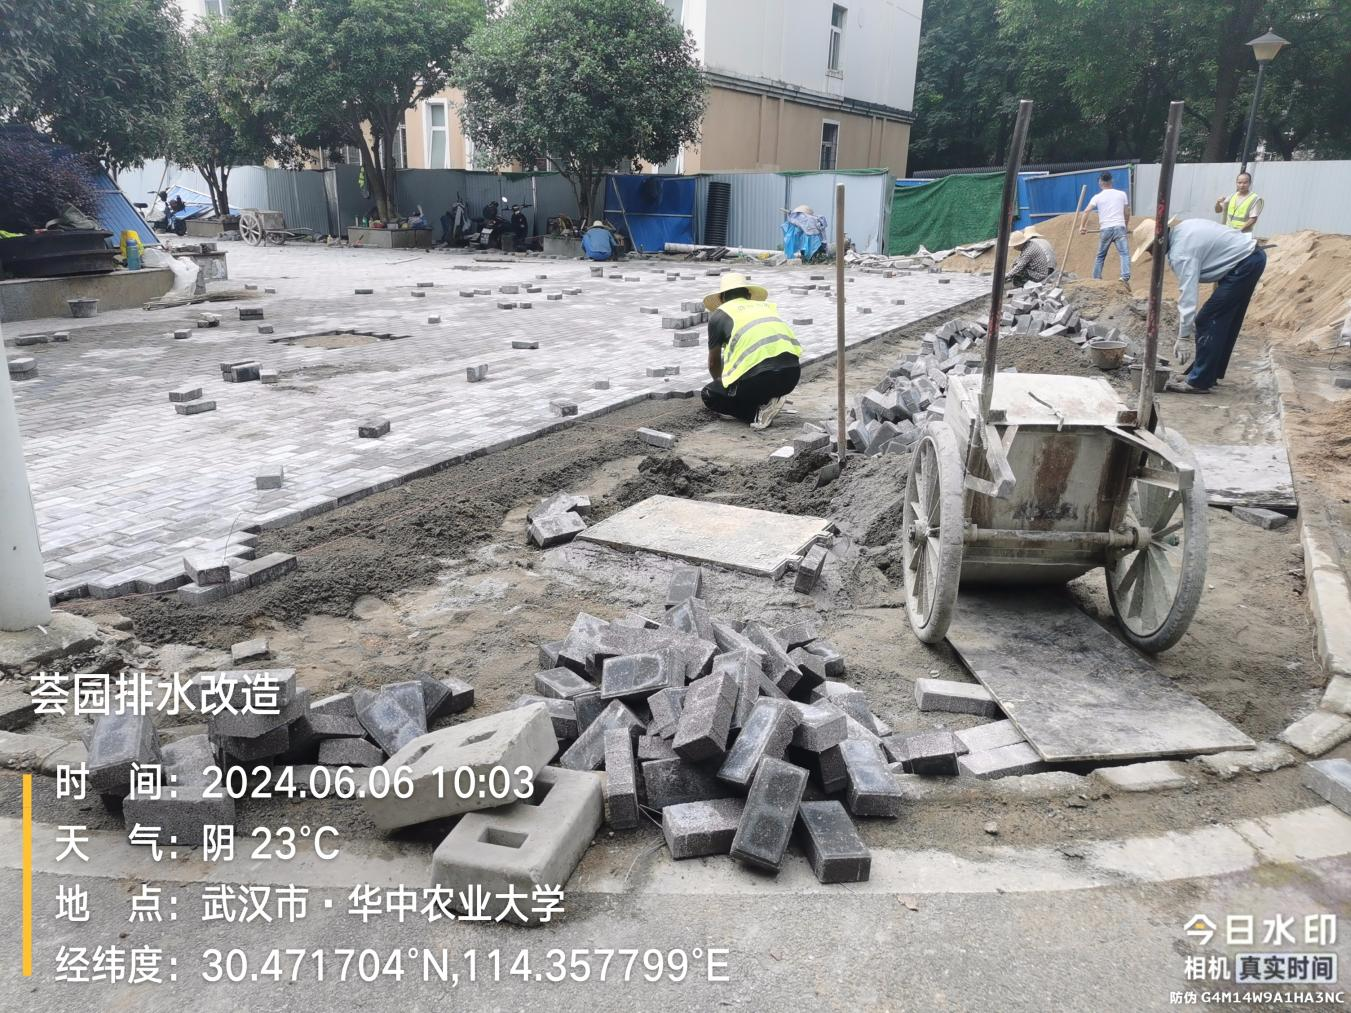 荟园排水改造
时 间：2024.06.06 10:03
天 气：阴 23℃
地 点：武汉市·华中农业大学
经纬度：30.471704°N,114.357799°E
今日水印
相机 真实时间
防伪 G4M14W9A1HA3NC